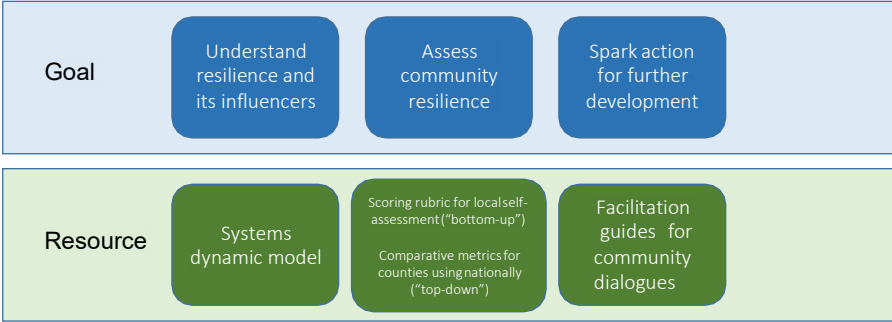 Goal
Understand
resilience and
its influencers
Assess
community
resilience
Spark action
for further
development
Resource
Systems
dynamic model
Scoring rubric for local self-
assessment (“bottom-up”)
Comparative metrics for
counties using nationally
(“top-down”)
Facilitation
guides for
community
dialogues